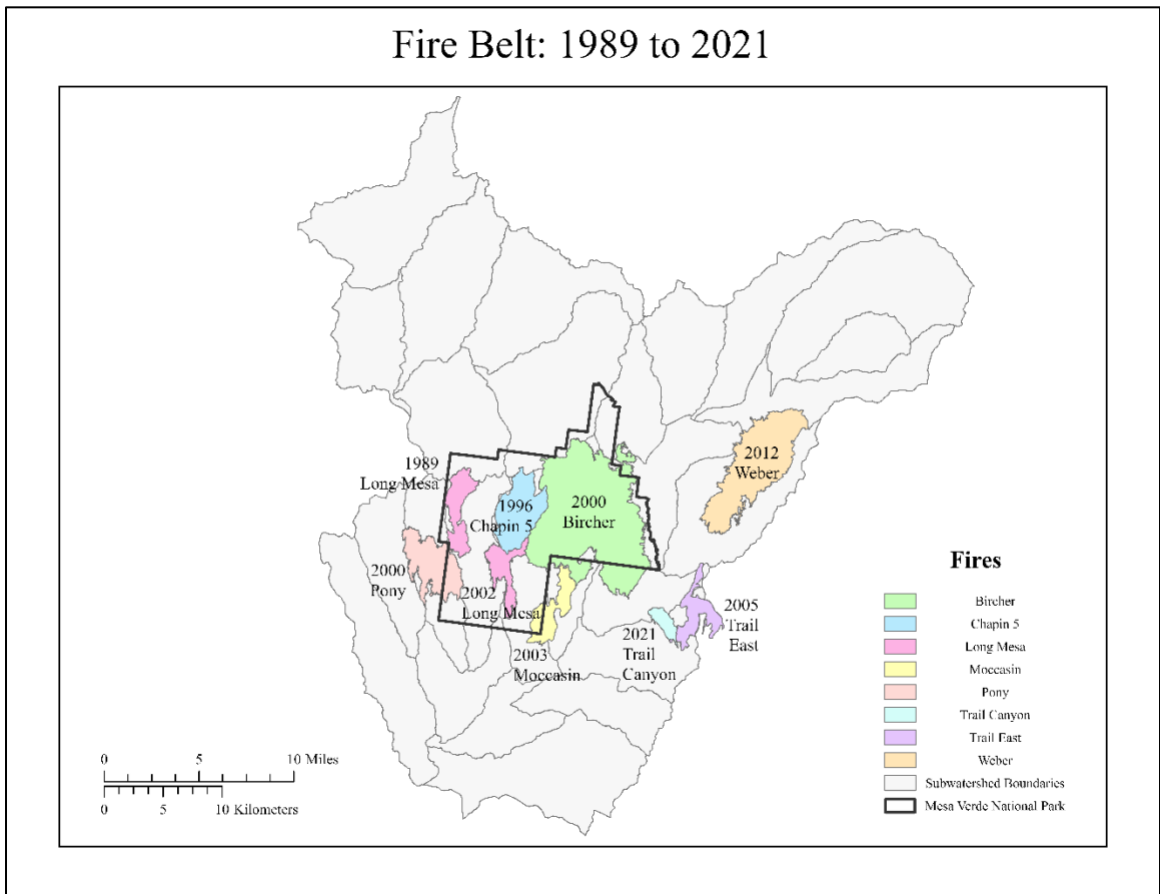 Fire Belt: 1989 to 2021
1989
Long Mesa
1996
Chapin 5
2000
Bircher
2012
Weber
2000
Pony
2002
Long Mesa
2003
Moccasin
2021
Trail
Canyon
2005
Trail
East
Fires
Bircher
Chapin 5
Long Mesa
Moccasin
Pony
Trail Canyon
Trail East
Weber
Subwatershed Boundaries
Mesa Verde National Park
0 5 10 Miles
0 5 10 Kilometers